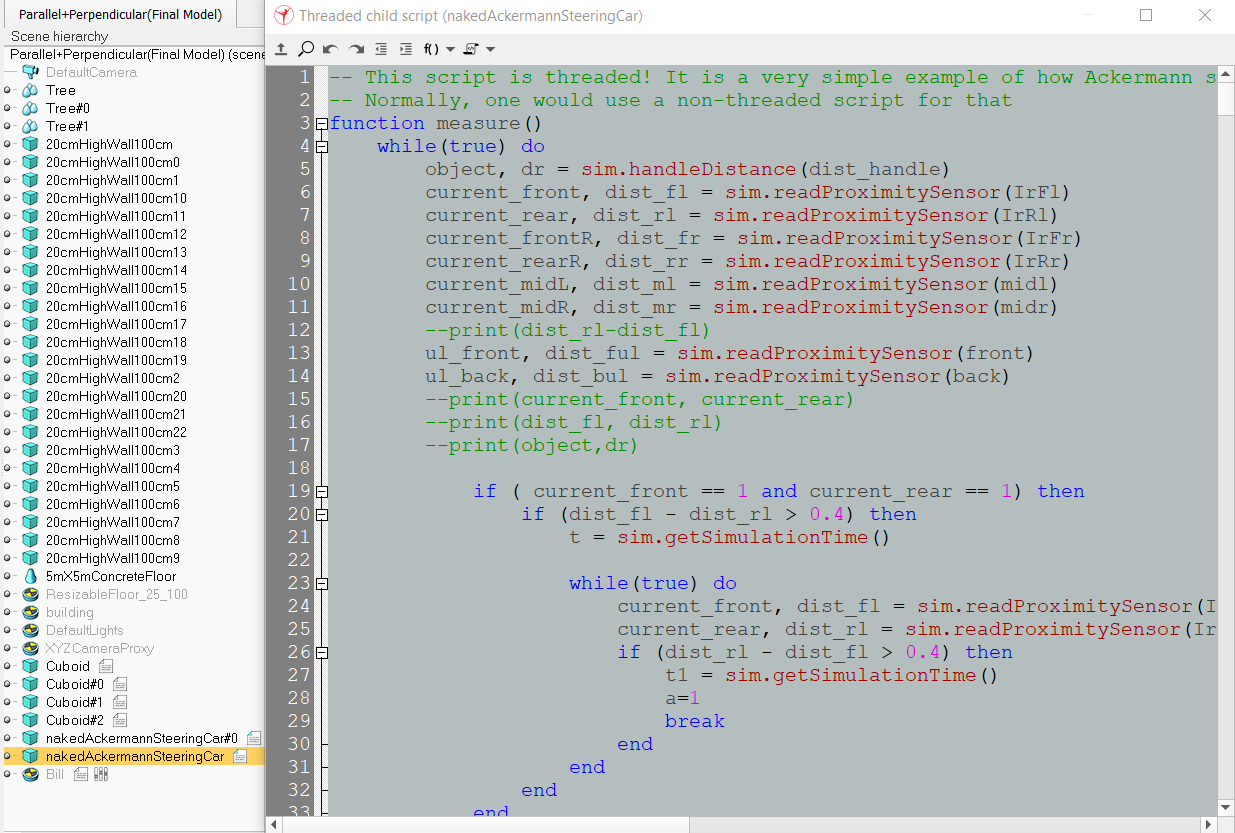 Parallel+Perpendicular(Final Model)
Scene hierarchy
Parallel+Perpendicular(Final Model) (scene
DefaultCamera
Tree
Tree#0
Tree#1
20cmHighWall100cm
20cmHighWall100cm0
20cmHighWall100cm1
20cmHighWall100cm10
20cmHighWall100cm11
20cmHighWall100cm12
20cmHighWall100cm13
20cmHighWall100cm14
20cmHighWall100cm15
20cmHighWall100cm16
20cmHighWall100cm17
20cmHighWall100cm18
20cmHighWall100cm19
20cmHighWall100cm2
20cmHighWall100cm20
20cmHighWall100cm21
20cmHighWall100cm22
20cmHighWall100cm3
20cmHighWall100cm4
20cmHighWall100cm5
20cmHighWall100cm6
20cmHighWall100cm7
20cmHighWall100cm8
20cmHighWall100cm9
5mX5mConcreteFloor
ResizableFloor_25_100
building
DefaultLights
XYZCameraProxy
Cuboid
Cuboid#0
Cuboid#1
Cuboid#2
nakedAckermannSteeringCar#0
nakedAckermannSteeringCar
Bill
Threaded child script (nakedAckermannSteeringCar)
f()
1 -- This script is threaded! It is a very simple example of how Ackermann s
2 -- Normally, one would use a non-threaded script for that
3 function measure()
4     while(true) do
5         object, dr = sim.handleDistance(dist_handle)
6         current_front, dist_fl = sim.readProximitySensor(IrFl)
7         current_rear, dist_rl = sim.readProximitySensor(IrRl)
8         current_frontR, dist_fr = sim.readProximitySensor(IrFr)
9         current_rearR, dist_rr = sim.readProximitySensor(IrRr)
10         current_midL, dist_ml = sim.readProximitySensor(midl)
11         current_midR, dist_mr = sim.readProximitySensor(midr)
12         --print(dist_rl-dist_fl)
13         ul_front, dist_ful = sim.readProximitySensor(front)
14         ul_back, dist_bul = sim.readProximitySensor(back)
15         --print(current_front, current_rear)
16         --print(dist_fl, dist_rl)
17         --print(object,dr)
18
19             if ( current_front == 1 and current_rear == 1) then
20                 if (dist_fl - dist_rl > 0.4) then
21                     t = sim.getSimulationTime()
22
23                     while(true) do
24                         current_front, dist_fl = sim.readProximitySensor(I
25                         current_rear, dist_rl = sim.readProximitySensor(Ir
26                         if (dist_rl - dist_fl > 0.4) then
27                             t1 = sim.getSimulationTime()
28                             a=1
29                             break
30                         end
31                     end
32                 end
33             end